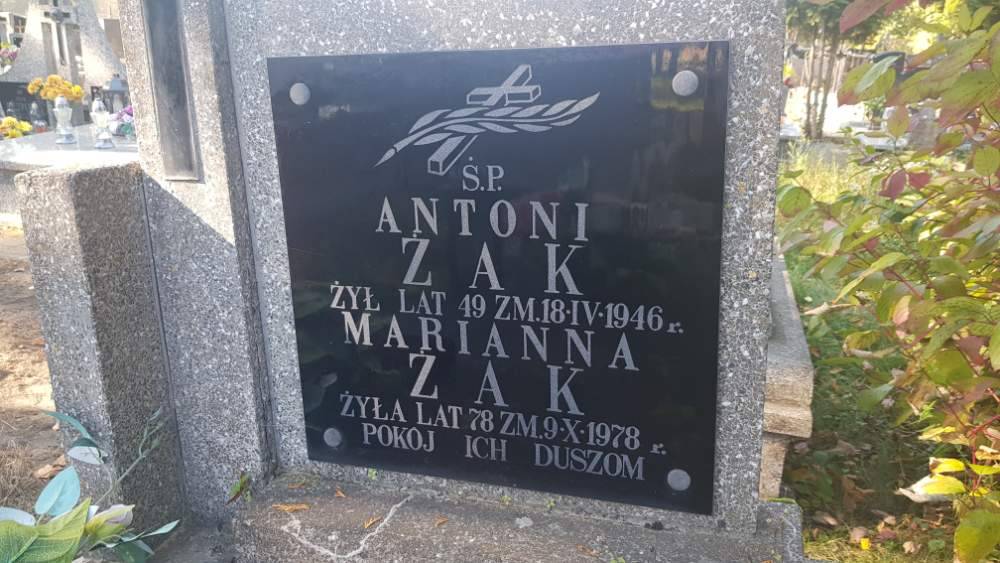 Ś.P.
ANTONI
ŻAK
ŻYŁ LAT 49 ZM.18·IV·1946 r.
MARIANNA
ŻAK
ŻYŁA LAT 78 ZM.9·X·1978 r.
POKÓJ ICH DUSZOM